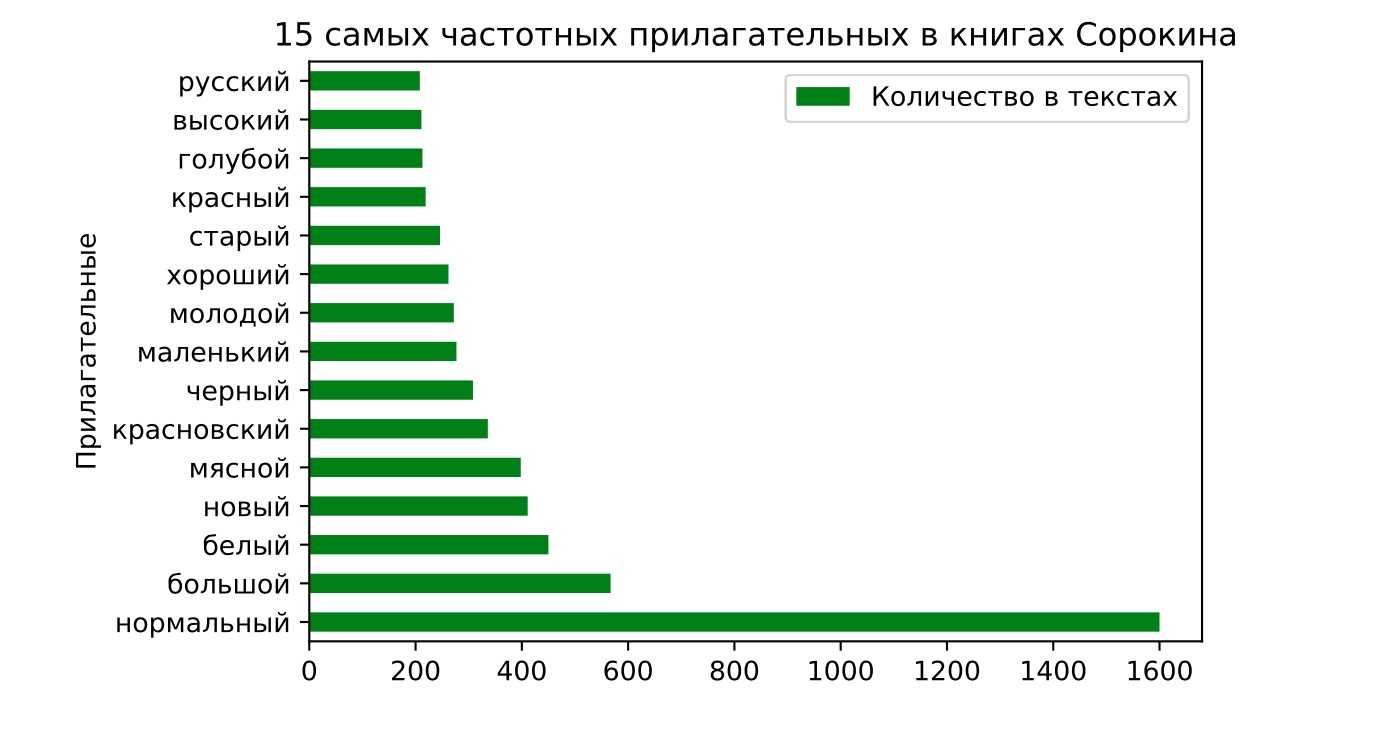 15 самых частотных прилагательных в книгах Сорокина
Количество в текстах
Прилагательные
русский
высокий
голубой
красный
старый
хороший
молодой
маленький
черный
красновский
мясной
новый
белый
большой
нормальный
0 200 400 600 800 1000 1200 1400 1600